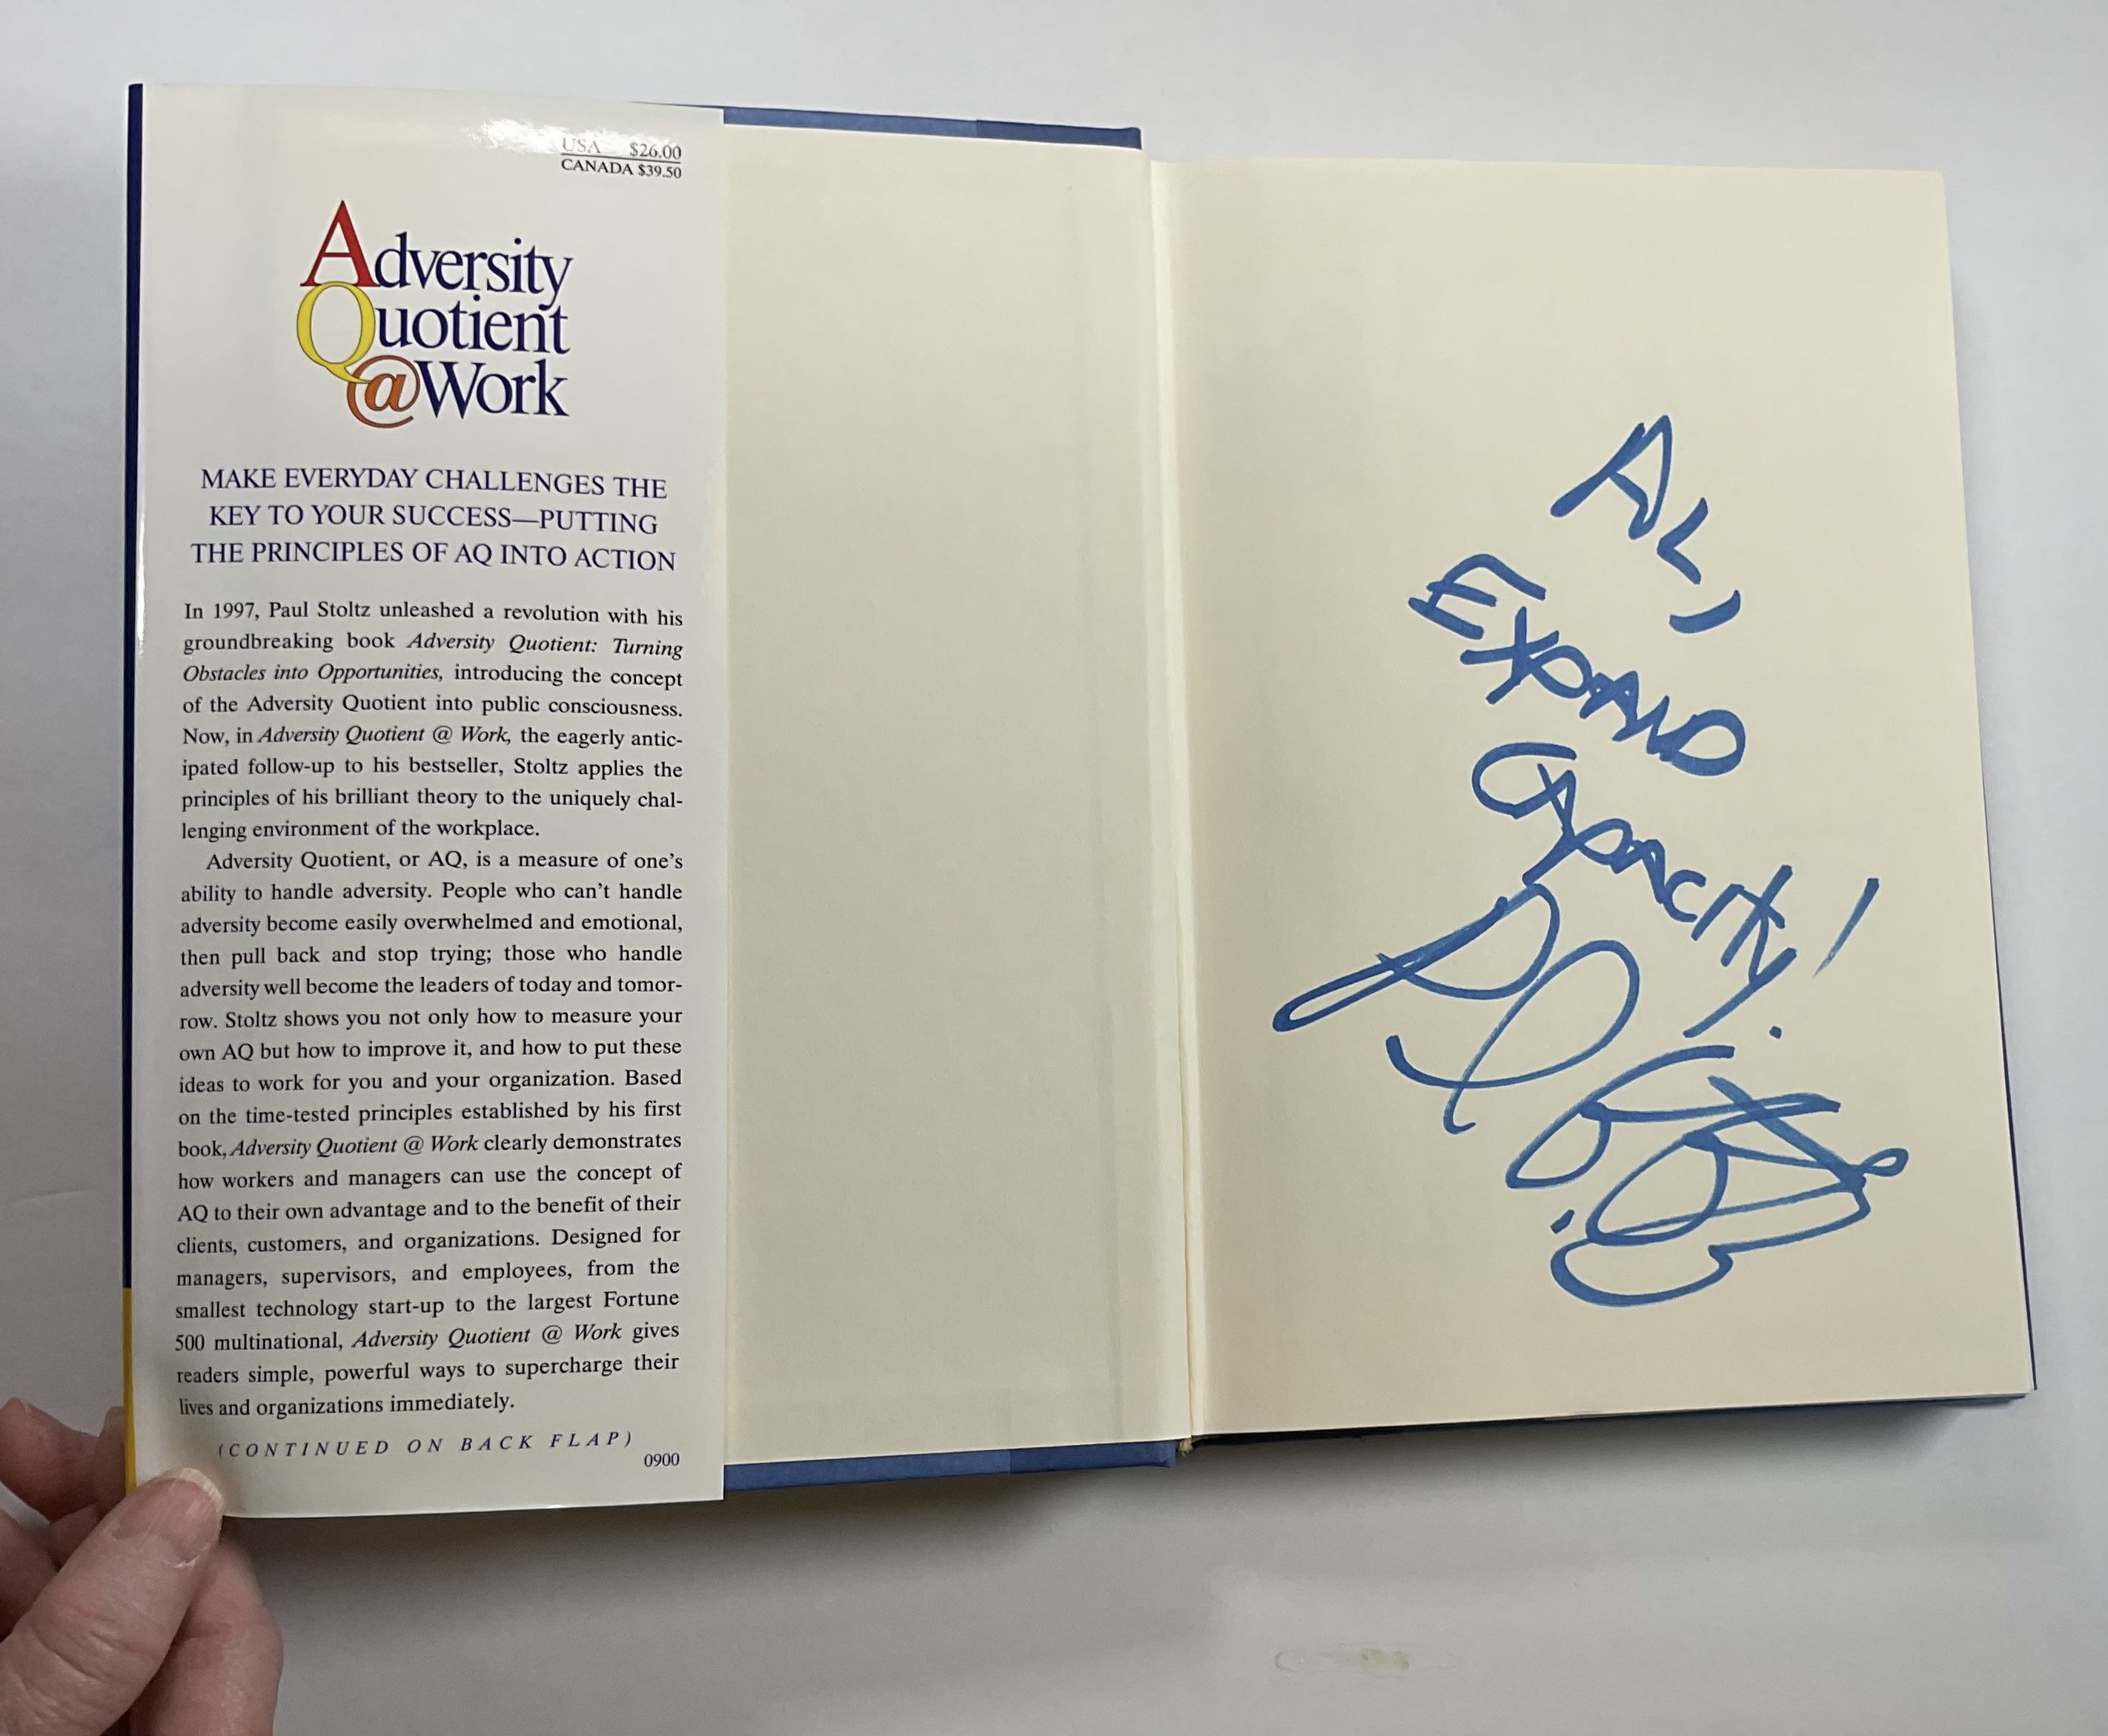 USA $26.00
CANADA $39.50
Adversity
Quotient
@Work
MAKE EVERYDAY CHALLENGES THE
KEY TO YOUR SUCCESS—PUTTING
THE PRINCIPLES OF AQ INTO ACTION
In 1997, Paul Stoltz unleashed a revolution with his
groundbreaking book Adversity Quotient: Turning
Obstacles into Opportunities, introducing the concept
of the Adversity Quotient into public consciousness.
Now, in Adversity Quotient @ Work, the eagerly antic-
ipated follow-up to his bestseller, Stoltz applies the
principles of his brilliant theory to the uniquely chal-
lenging environment of the workplace.
Adversity Quotient, or AQ, is a measure of one's
ability to handle adversity. People who can't handle
adversity become easily overwhelmed and emotional,
then pull back and stop trying; those who handle
adversity well become the leaders of today and tomor-
row. Stoltz shows you not only how to measure your
own AQ but how to improve it, and how to put these
ideas to work for you and your organization. Based
on the time-tested principles established by his first
book, Adversity Quotient @ Work clearly demonstrates
how workers and managers can use the concept of
AQ to their own advantage and to the benefit of their
clients, customers, and organizations. Designed for
managers, supervisors, and employees, from the
smallest technology start-up to the largest Fortune
500 multinational, Adversity Quotient @ Work gives
readers simple, powerful ways to supercharge their
lives and organizations immediately.
(CONTINUED ON BACK FLAP)
0900
AL,
EXPAND
CAPACITY!